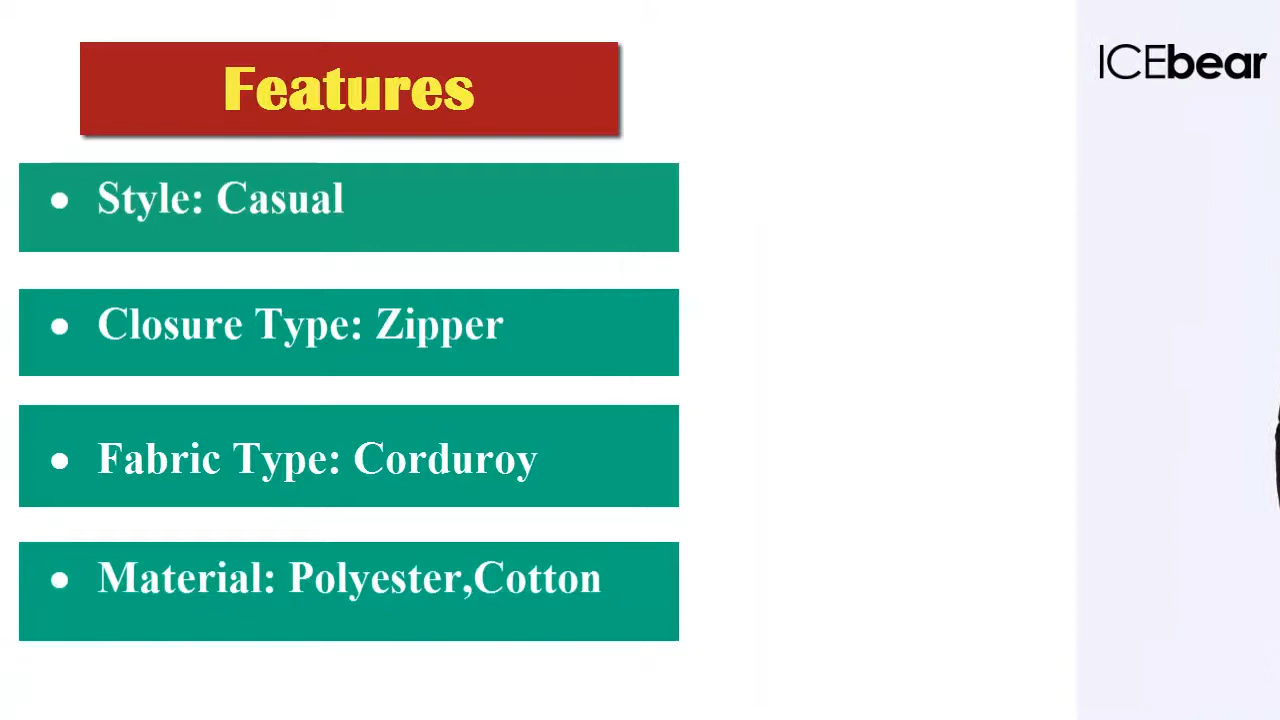 Features
ICEbear
• Style: Casual
• Closure Type: Zipper
• Fabric Type: Corduroy
• Material: Polyester,Cotton